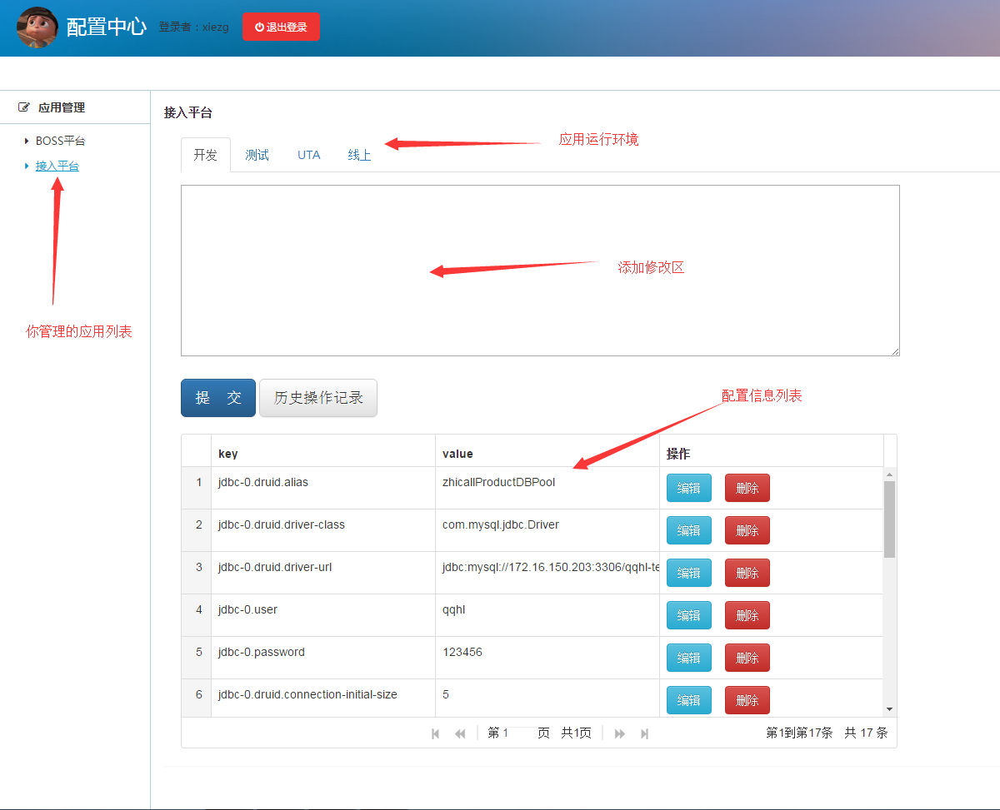 配置中心 登录者：xiezg 退出登录
应用管理
BOSS平台
接入平台
你管理的应用列表
接入平台
开发 测试 UTA 线上
应用运行环境
添加修改区
提 交 历史操作记录
配置信息列表
key value 操作
1 jdbc-0.druid.alias zhicallProductDBPool 编辑 删除
2 jdbc-0.druid.driver-class com.mysql.jdbc.Driver 编辑 删除
3 jdbc-0.druid.driver-url jdbc:mysql://172.16.150.203:3306/qqhl-te 编辑 删除
4 jdbc-0.user qqhl 编辑 删除
5 jdbc-0.password 123456 编辑 删除
6 jdbc-0.druid.connection-initial-size 5 编辑 删除
第 1 页 共1页 第1到第17条 共 17 条